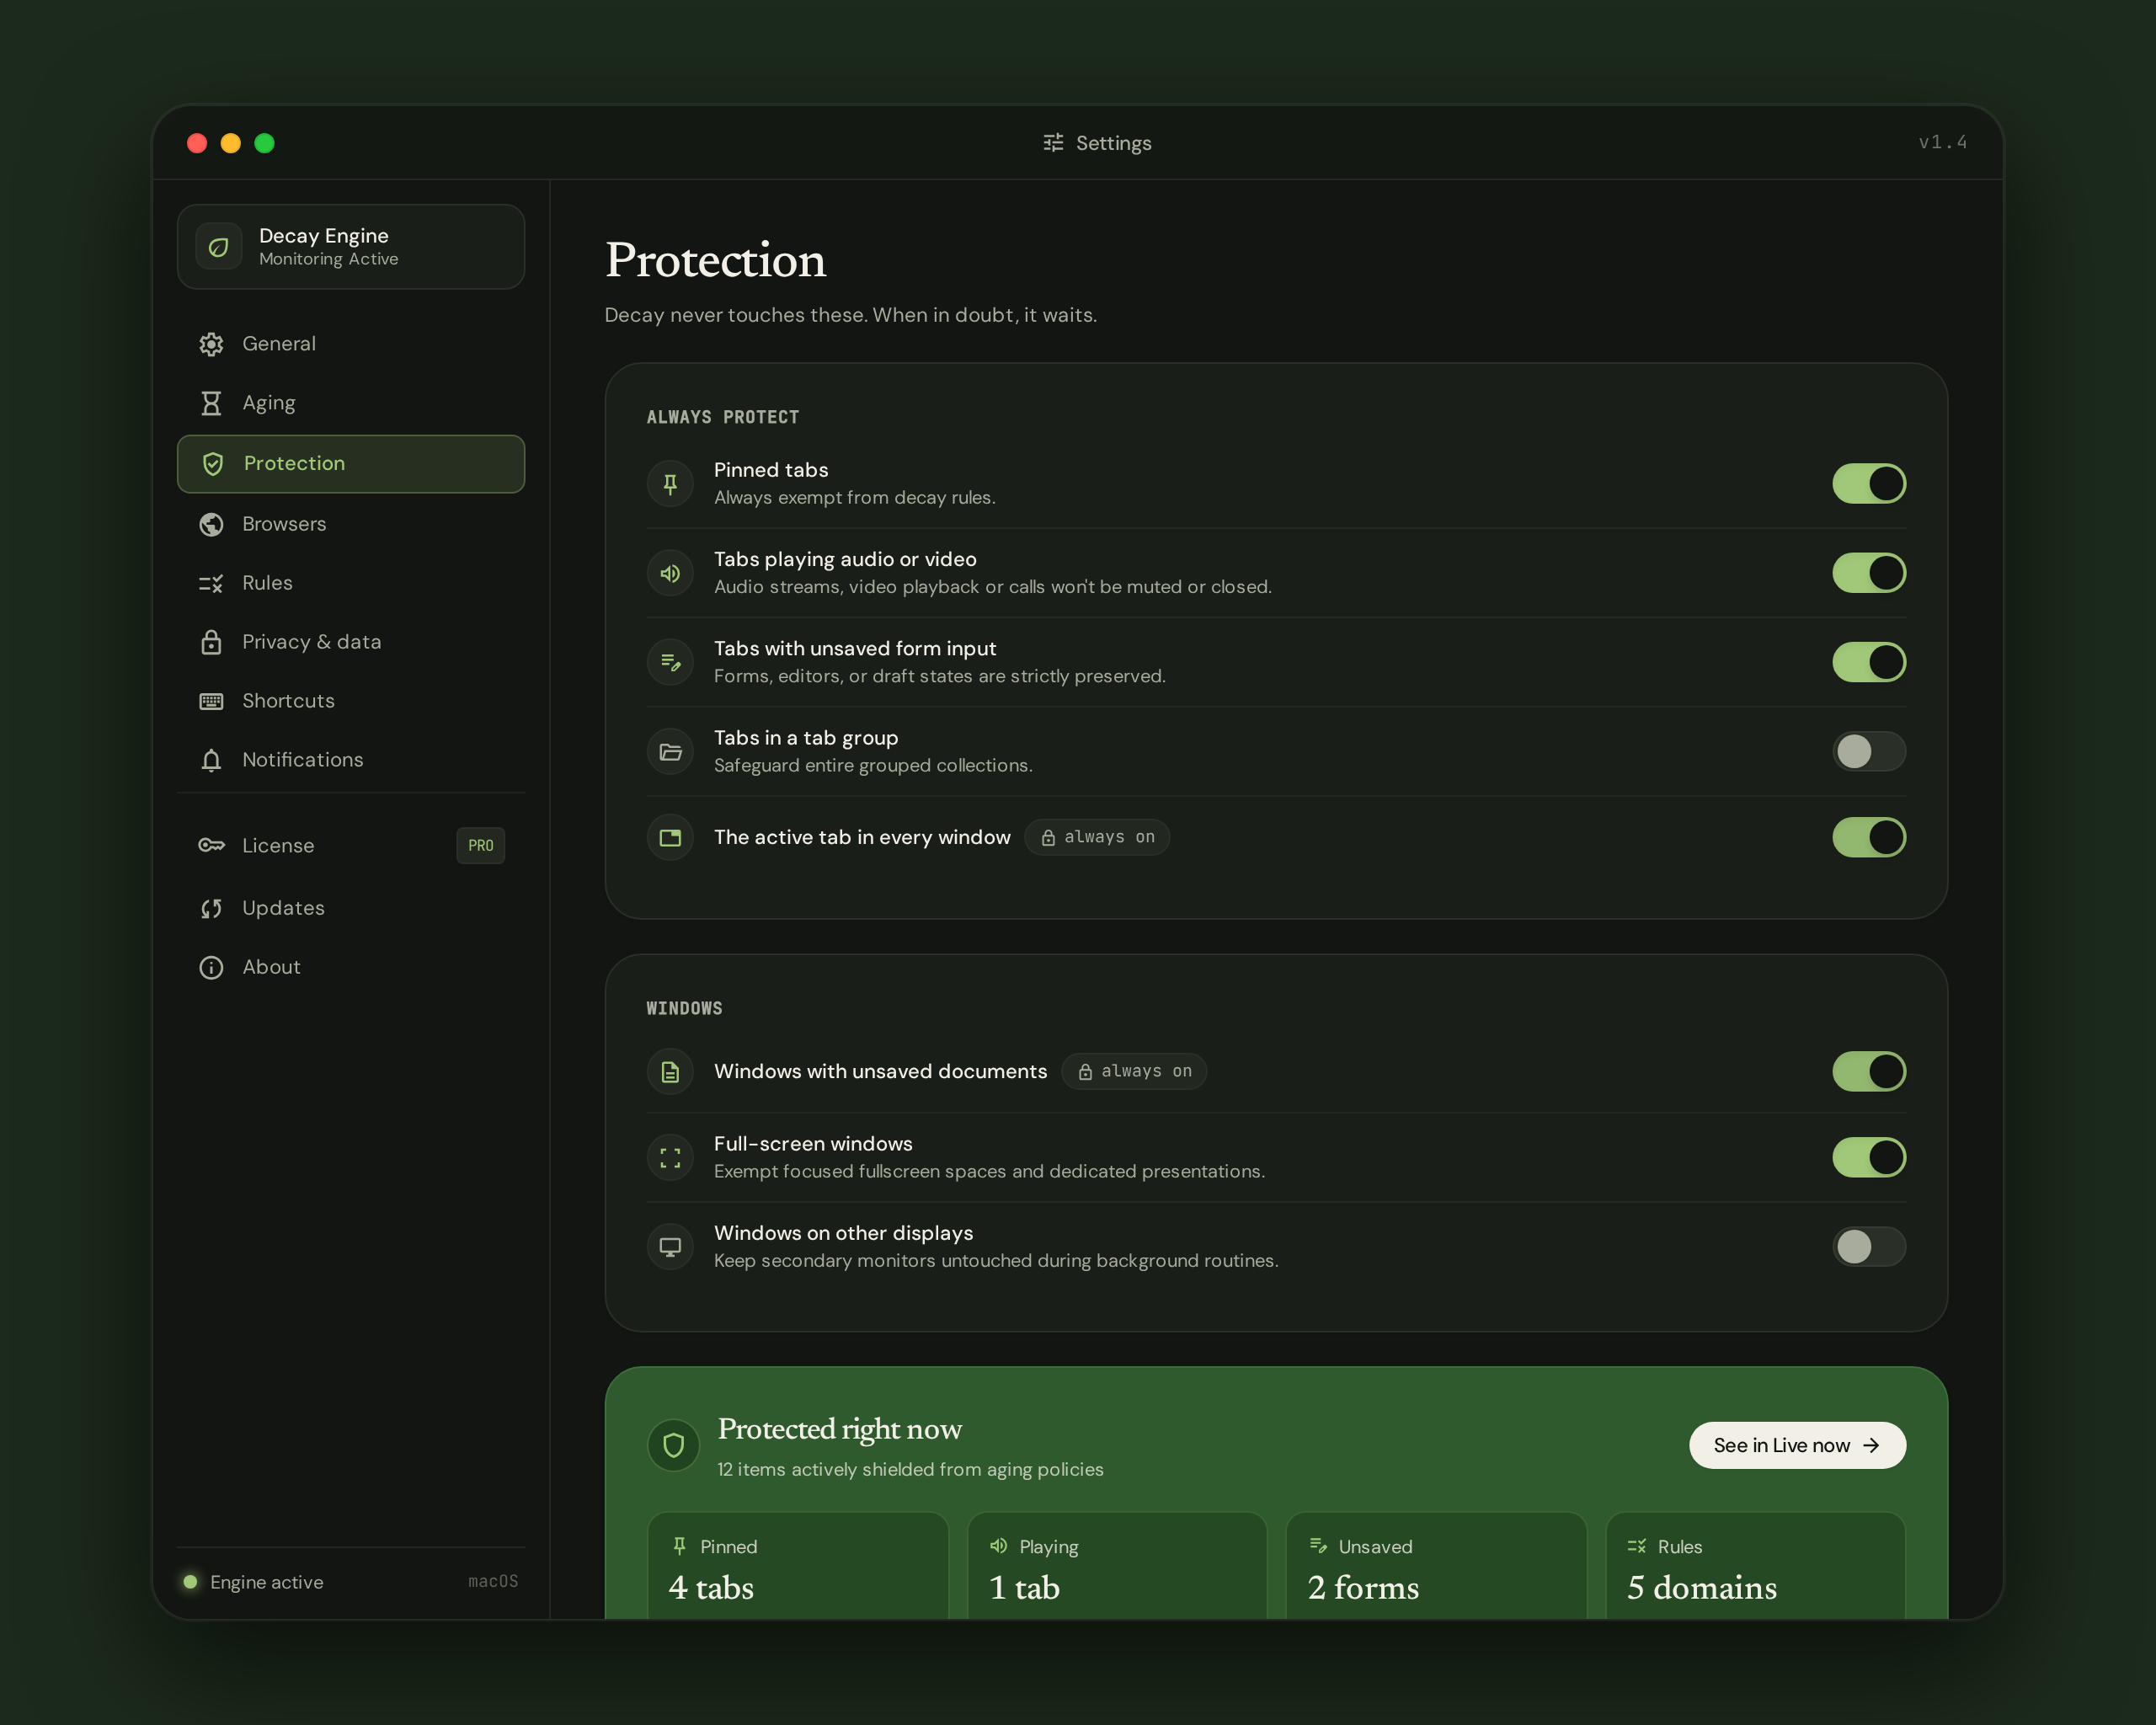 Settings
v1.4
Decay Engine
Monitoring Active
General
Aging
Protection
Browsers
Rules
Privacy & data
Shortcuts
Notifications
License
PRO
Updates
About
Engine active
macOS
Protection
Decay never touches these. When in doubt, it waits.
ALWAYS PROTECT
Pinned tabs
Always exempt from decay rules.
Tabs playing audio or video
Audio streams, video playback or calls won't be muted or closed.
Tabs with unsaved form input
Forms, editors, or draft states are strictly preserved.
Tabs in a tab group
Safeguard entire grouped collections.
The active tab in every window
always on
WINDOWS
Windows with unsaved documents
always on
Full-screen windows
Exempt focused fullscreen spaces and dedicated presentations.
Windows on other displays
Keep secondary monitors untouched during background routines.
Protected right now
12 items actively shielded from aging policies
See in Live now
Pinned
4 tabs
Playing
1 tab
Unsaved
2 forms
Rules
5 domains